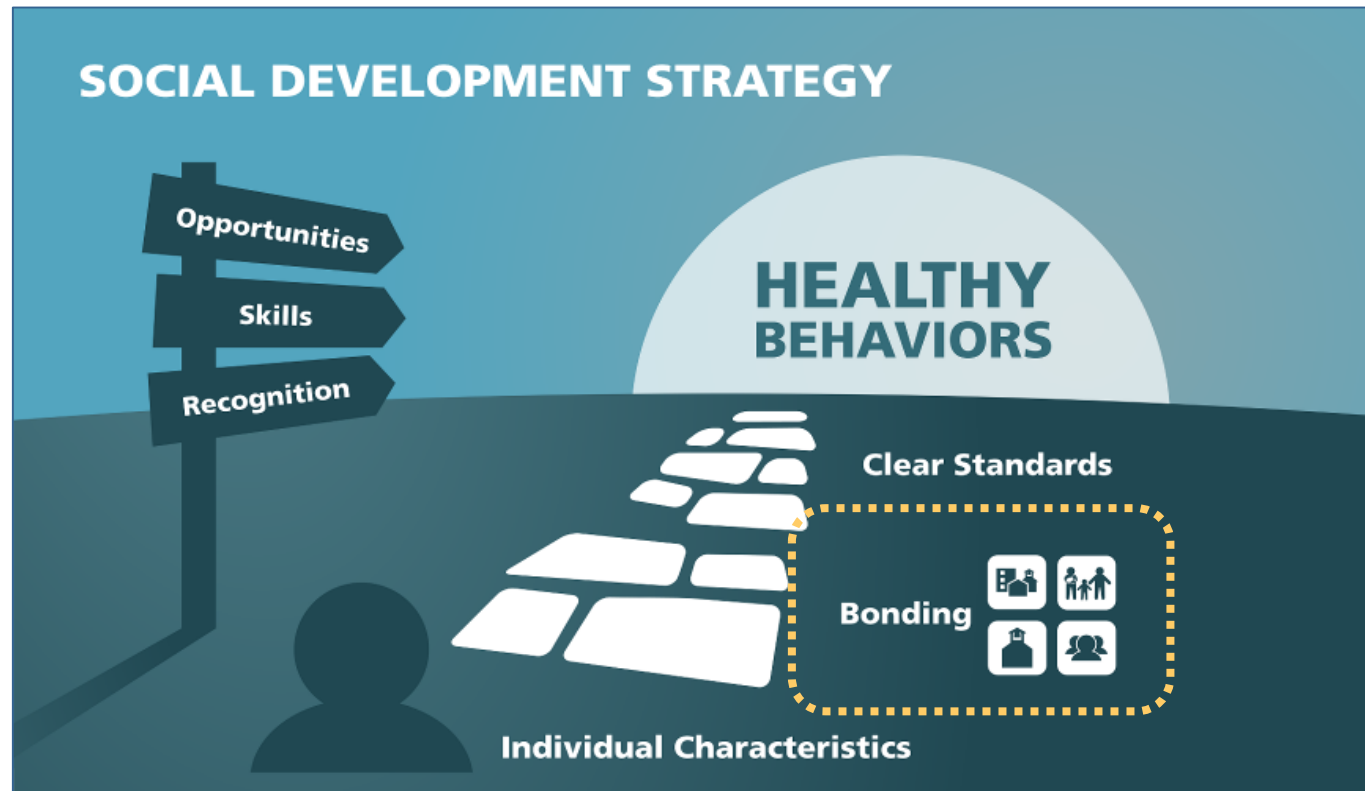 SOCIAL DEVELOPMENT STRATEGY
Opportunities
Skills
Recognition
HEALTHY
BEHAVIORS
Clear Standards
Bonding
Individual Characteristics